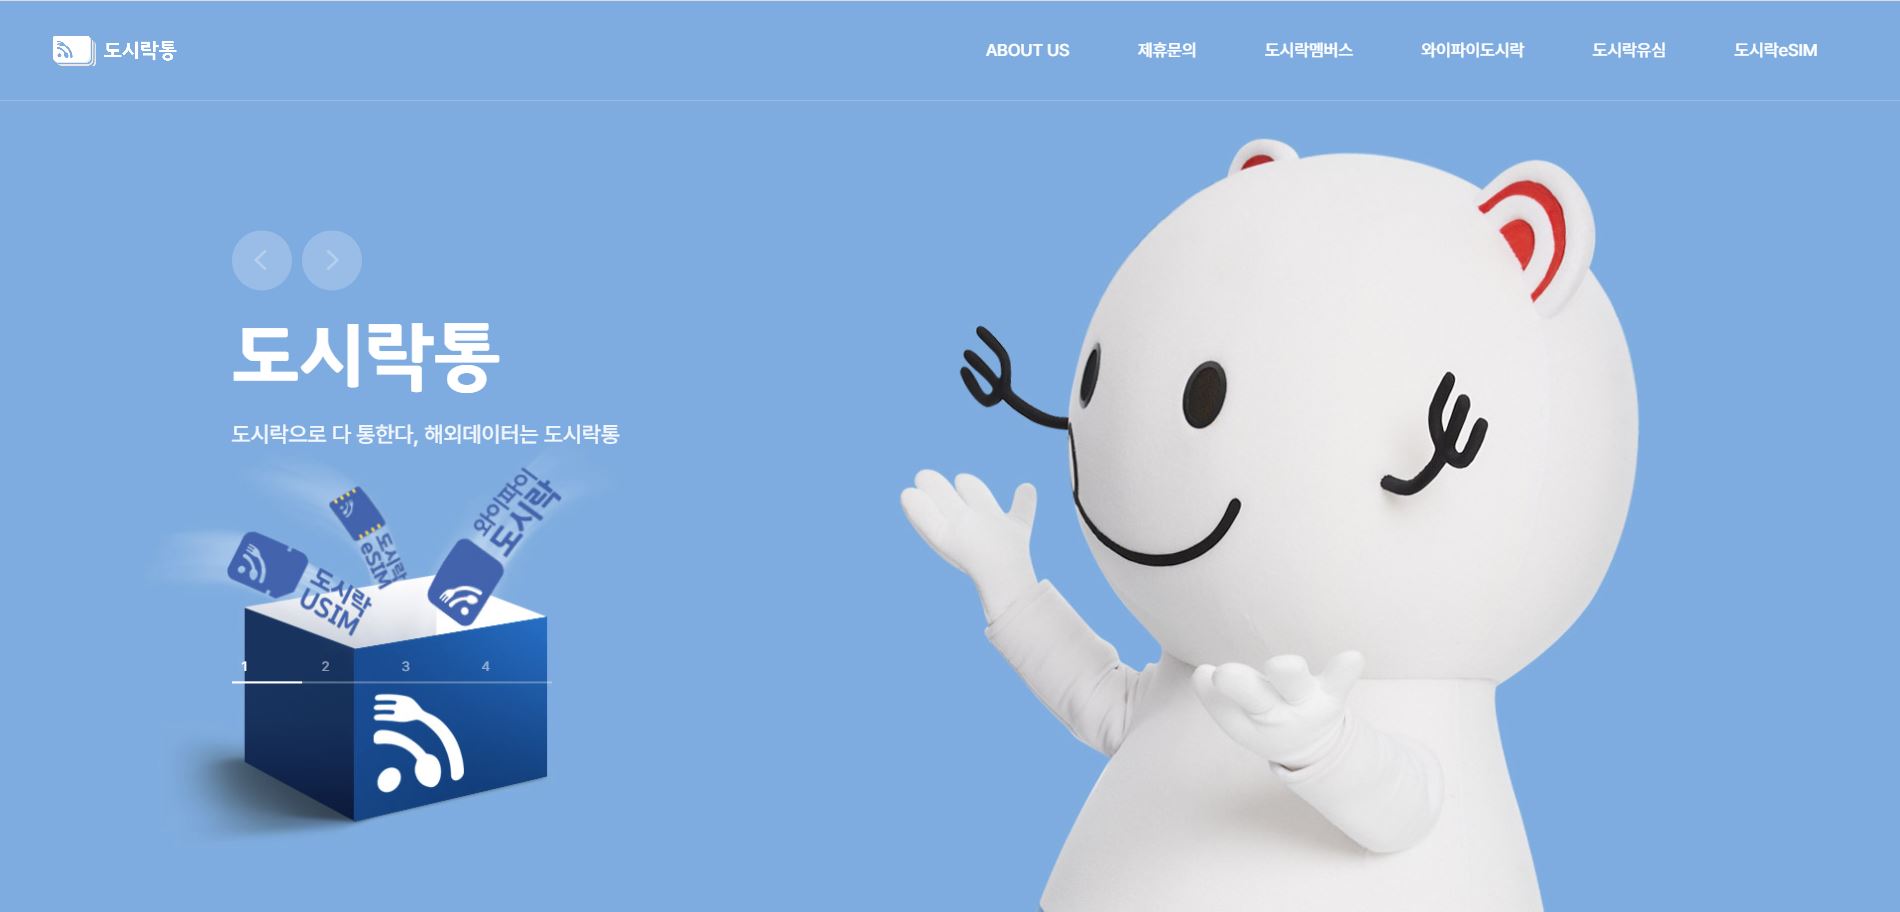 도시락통
ABOUT US
제휴문의
도시락멤버스
와이파이도시락
도시락유심
도시락eSIM
도시락통
도시락으로 다 통한다, 해외데이터는 도시락통
와이파이
도시락
도시락
eSIM
도시락
USIM
1
2
3
4